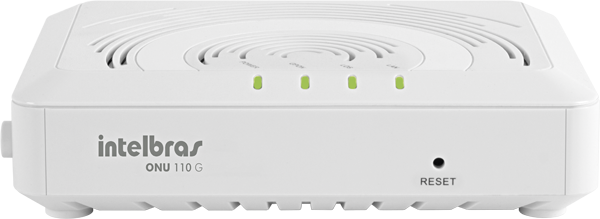 intelbras
ONU 110 G
RESET